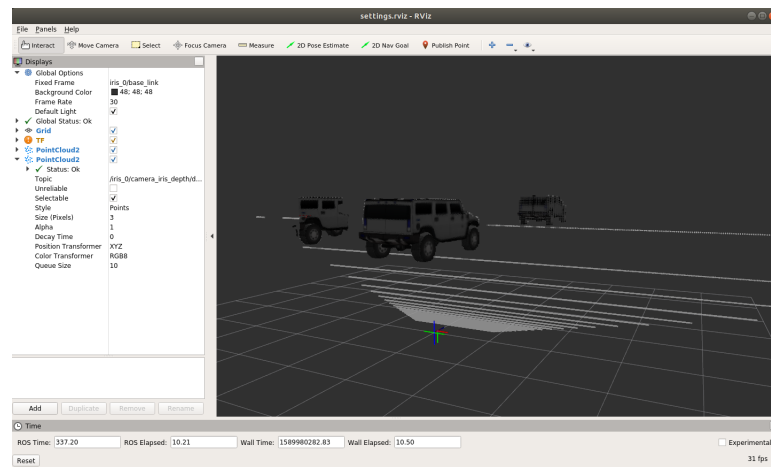 settings.rviz - RViz
File Panels Help
Interact Move Camera Select Focus Camera Measure 2D Pose Estimate 2D Nav Goal Publish Point
Displays
Global Options
Fixed Frame iris_0/base_link
Background Color 48; 48; 48
Frame Rate 30
Default Light
Global Status: Ok
Grid
TF
PointCloud2
PointCloud2
Status: Ok
Topic /iris_0/camera_iris_depth/d...
Unreliable
Selectable
Style Points
Size (Pixels) 3
Alpha 1
Decay Time 0
Position Transformer XYZ
Color Transformer RGB8
Queue Size 10
Add Duplicate Remove Rename
Time
ROS Time: 337.20 ROS Elapsed: 10.21 Wall Time: 1589980282.83 Wall Elapsed: 10.50 Experimental
Reset 31 fps